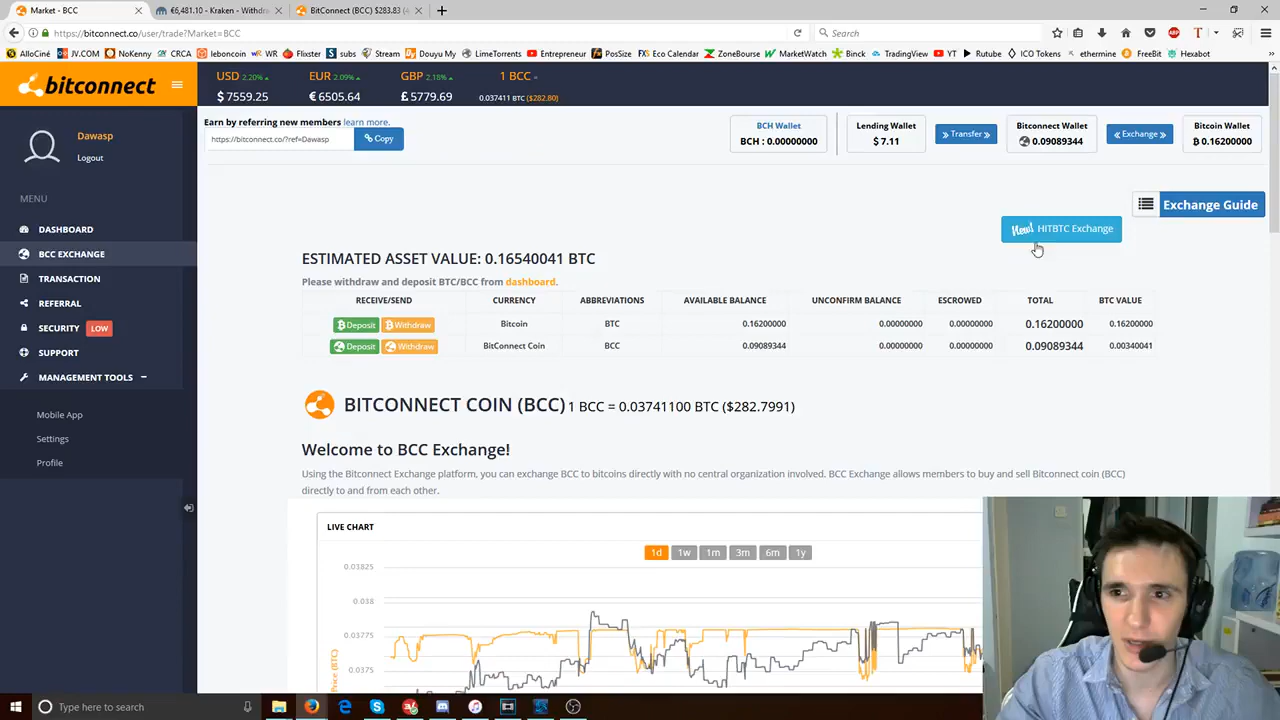 Market - BCC
€6,481.10 - Kraken - Withdr
BitConnect (BCC) $283.83 (
https://bitconnect.co/user/trade?Market=BCC
Search
AlloCiné
JV.COM
NoKenny
CRCA
leboncoin
WR
Flixster
subs
Stream
Douyu My
LimeTorrents
Entrepreneur
PosSize
Eco Calendar
ZoneBourse
MarketWatch
Binck
TradingView
YT
Rutube
ICO Tokens
ethermine
FreeBit
Hexabot
bitconnect
USD 2.20%
EUR 2.09%
GBP 2.18%
1 BCC =
$ 7559.25
€ 6505.64
£ 5779.69
0.037411 BTC ($282.80)
Dawasp
Logout
MENU
DASHBOARD
BCC EXCHANGE
TRANSACTION
REFERRAL
SECURITY LOW
SUPPORT
MANAGEMENT TOOLS
Mobile App
Settings
Profile
Earn by referring new members learn more.
https://bitconnect.co/?ref=Dawasp
Copy
BCH Wallet
BCH : 0.00000000
Lending Wallet
$ 7.11
Transfer
Bitconnect Wallet
0.09089344
Exchange
Bitcoin Wallet
0.16200000
Exchange Guide
New! HITBTC Exchange
ESTIMATED ASSET VALUE: 0.16540041 BTC
Please withdraw and deposit BTC/BCC from dashboard.
RECEIVE/SEND CURRENCY ABBREVIATIONS AVAILABLE BALANCE UNCONFIRM BALANCE ESCROWED TOTAL BTC VALUE
Deposit Withdraw Bitcoin BTC 0.16200000 0.00000000 0.00000000 0.16200000 0.16200000
Deposit Withdraw BitConnect Coin BCC 0.09089344 0.00000000 0.00000000 0.09089344 0.00340041
BITCONNECT COIN (BCC) 1 BCC = 0.03741100 BTC ($282.7991)
Welcome to BCC Exchange!
Using the Bitconnect Exchange platform, you can exchange BCC to bitcoins directly with no central organization involved. BCC Exchange allows members to buy and sell Bitconnect coin (BCC)
directly to and from each other.
LIVE CHART
1d 1w 1m 3m 6m 1y
0.03825
0.038
0.03775
0.0375
Price (BTC)
Type here to search